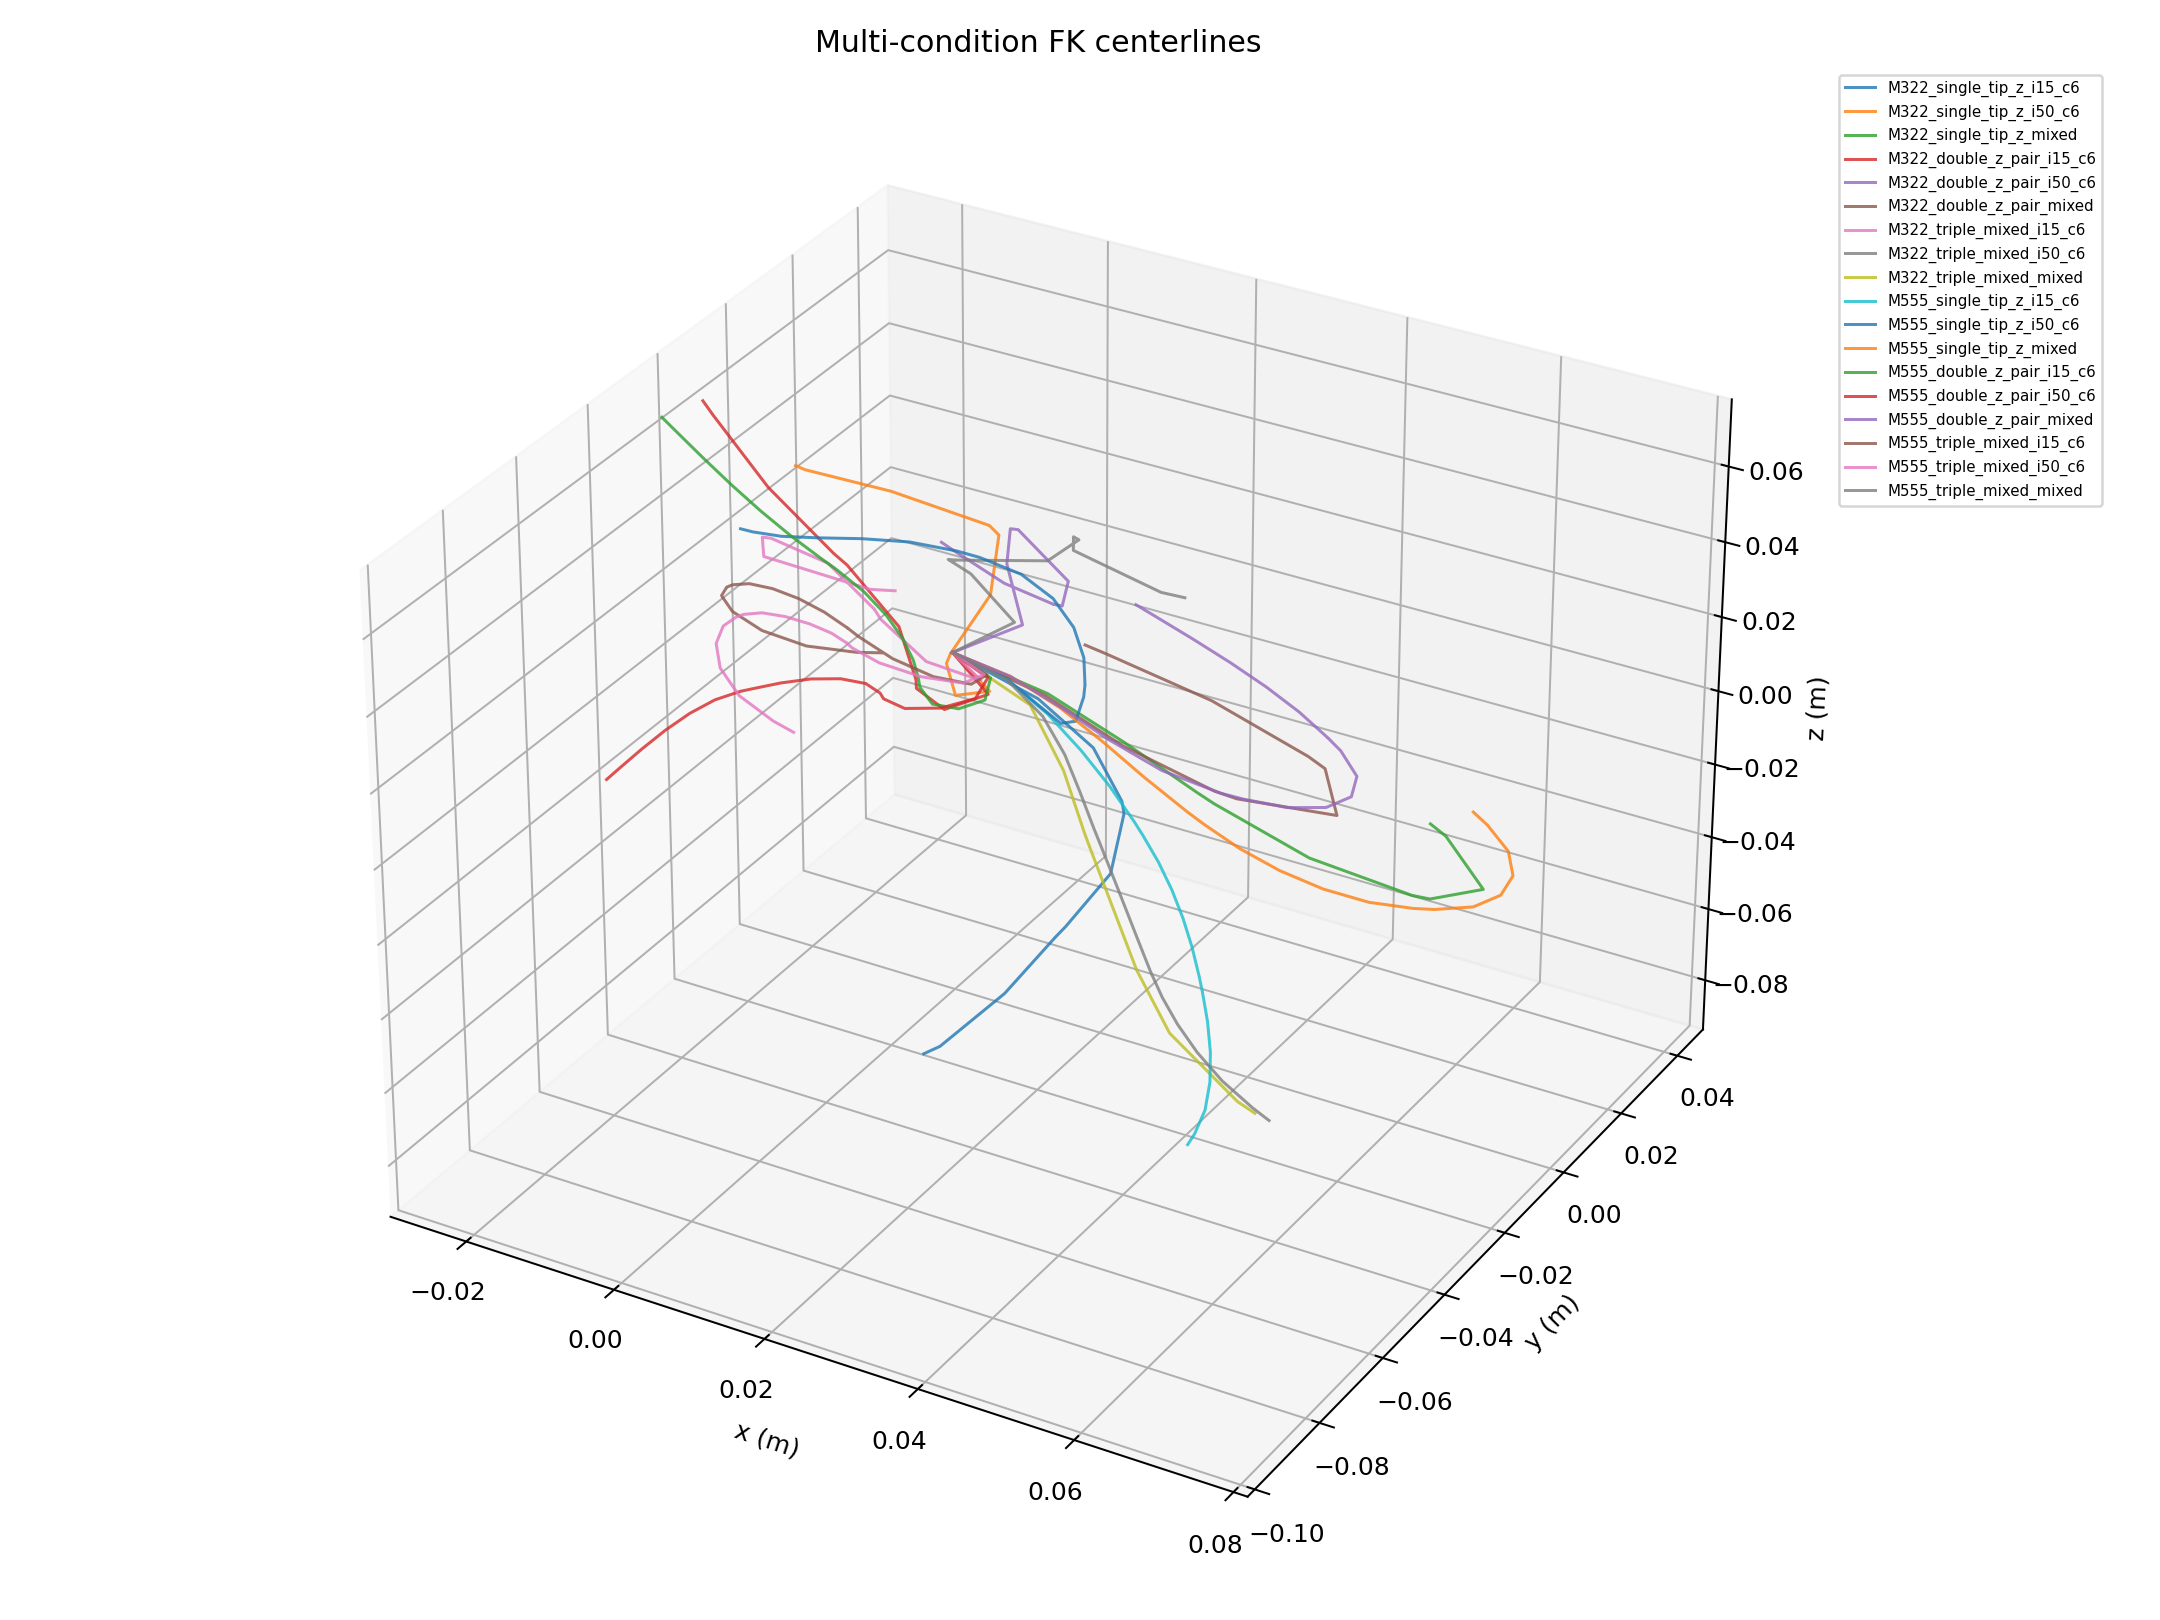 Multi-condition FK centerlines
M322_single_tip_z_i15_c6
M322_single_tip_z_i50_c6
M322_single_tip_z_mixed
M322_double_z_pair_i15_c6
M322_double_z_pair_i50_c6
M322_double_z_pair_mixed
M322_triple_mixed_i15_c6
M322_triple_mixed_i50_c6
M322_triple_mixed_mixed
M555_single_tip_z_i15_c6
M555_single_tip_z_i50_c6
M555_single_tip_z_mixed
M555_double_z_pair_i15_c6
M555_double_z_pair_i50_c6
M555_double_z_pair_mixed
M555_triple_mixed_i15_c6
M555_triple_mixed_i50_c6
M555_triple_mixed_mixed
0.06
0.04
0.02
0.00
−0.02
−0.04
−0.06
−0.08
z (m)
0.04
0.02
0.00
−0.02
−0.04
−0.06
−0.08
−0.10
y (m)
−0.02
0.00
0.02
0.04
0.06
0.08
x (m)